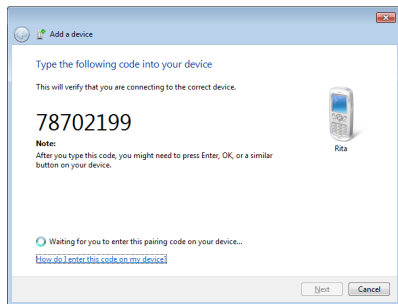 Add a device
Type the following code into your device
This will verify that you are connecting to the correct device.
78702199
Note:
After you type this code, you might need to press Enter, OK, or a similar
button on your device.
Rita
Waiting for you to enter this pairing code on your device...
How do I enter this code on my device?
Next
Cancel